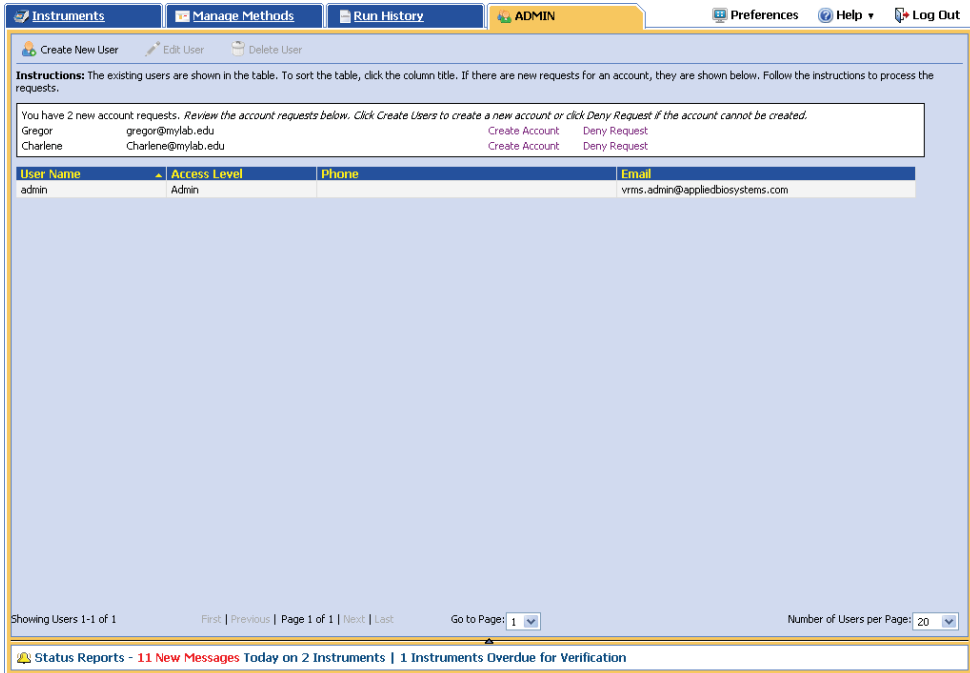 Instruments Manage Methods Run History ADMIN Preferences Help Log Out
Create New User Edit User Delete User
Instructions: The existing users are shown in the table. To sort the table, click the column title. If there are new requests for an account, they are shown below. Follow the instructions to process the
requests.
You have 2 new account requests. Review the account requests below. Click Create Users to create a new account or click Deny Request if the account cannot be created.
Gregor gregor@mylab.edu Create Account Deny Request
Charlene Charlene@mylab.edu Create Account Deny Request
User Name Access Level Phone Email
admin Admin vrms.admin@appliedbiosystems.com
Showing Users 1-1 of 1 First | Previous | Page 1 of 1 | Next | Last Go to Page: 1 Number of Users per Page: 20
Status Reports - 11 New Messages Today on 2 Instruments | 1 Instruments Overdue for Verification